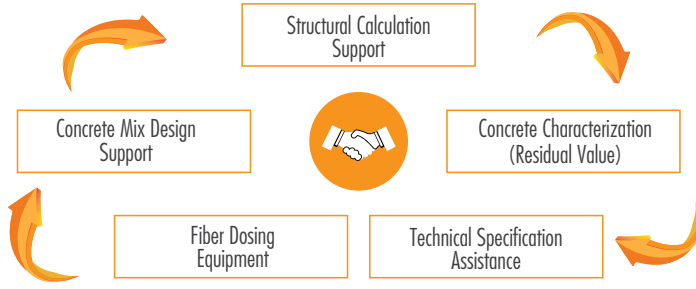 Structural Calculation
Support
Concrete Mix Design
Support
Concrete Characterization
(Residual Value)
Fiber Dosing
Equipment
Technical Specification
Assistance